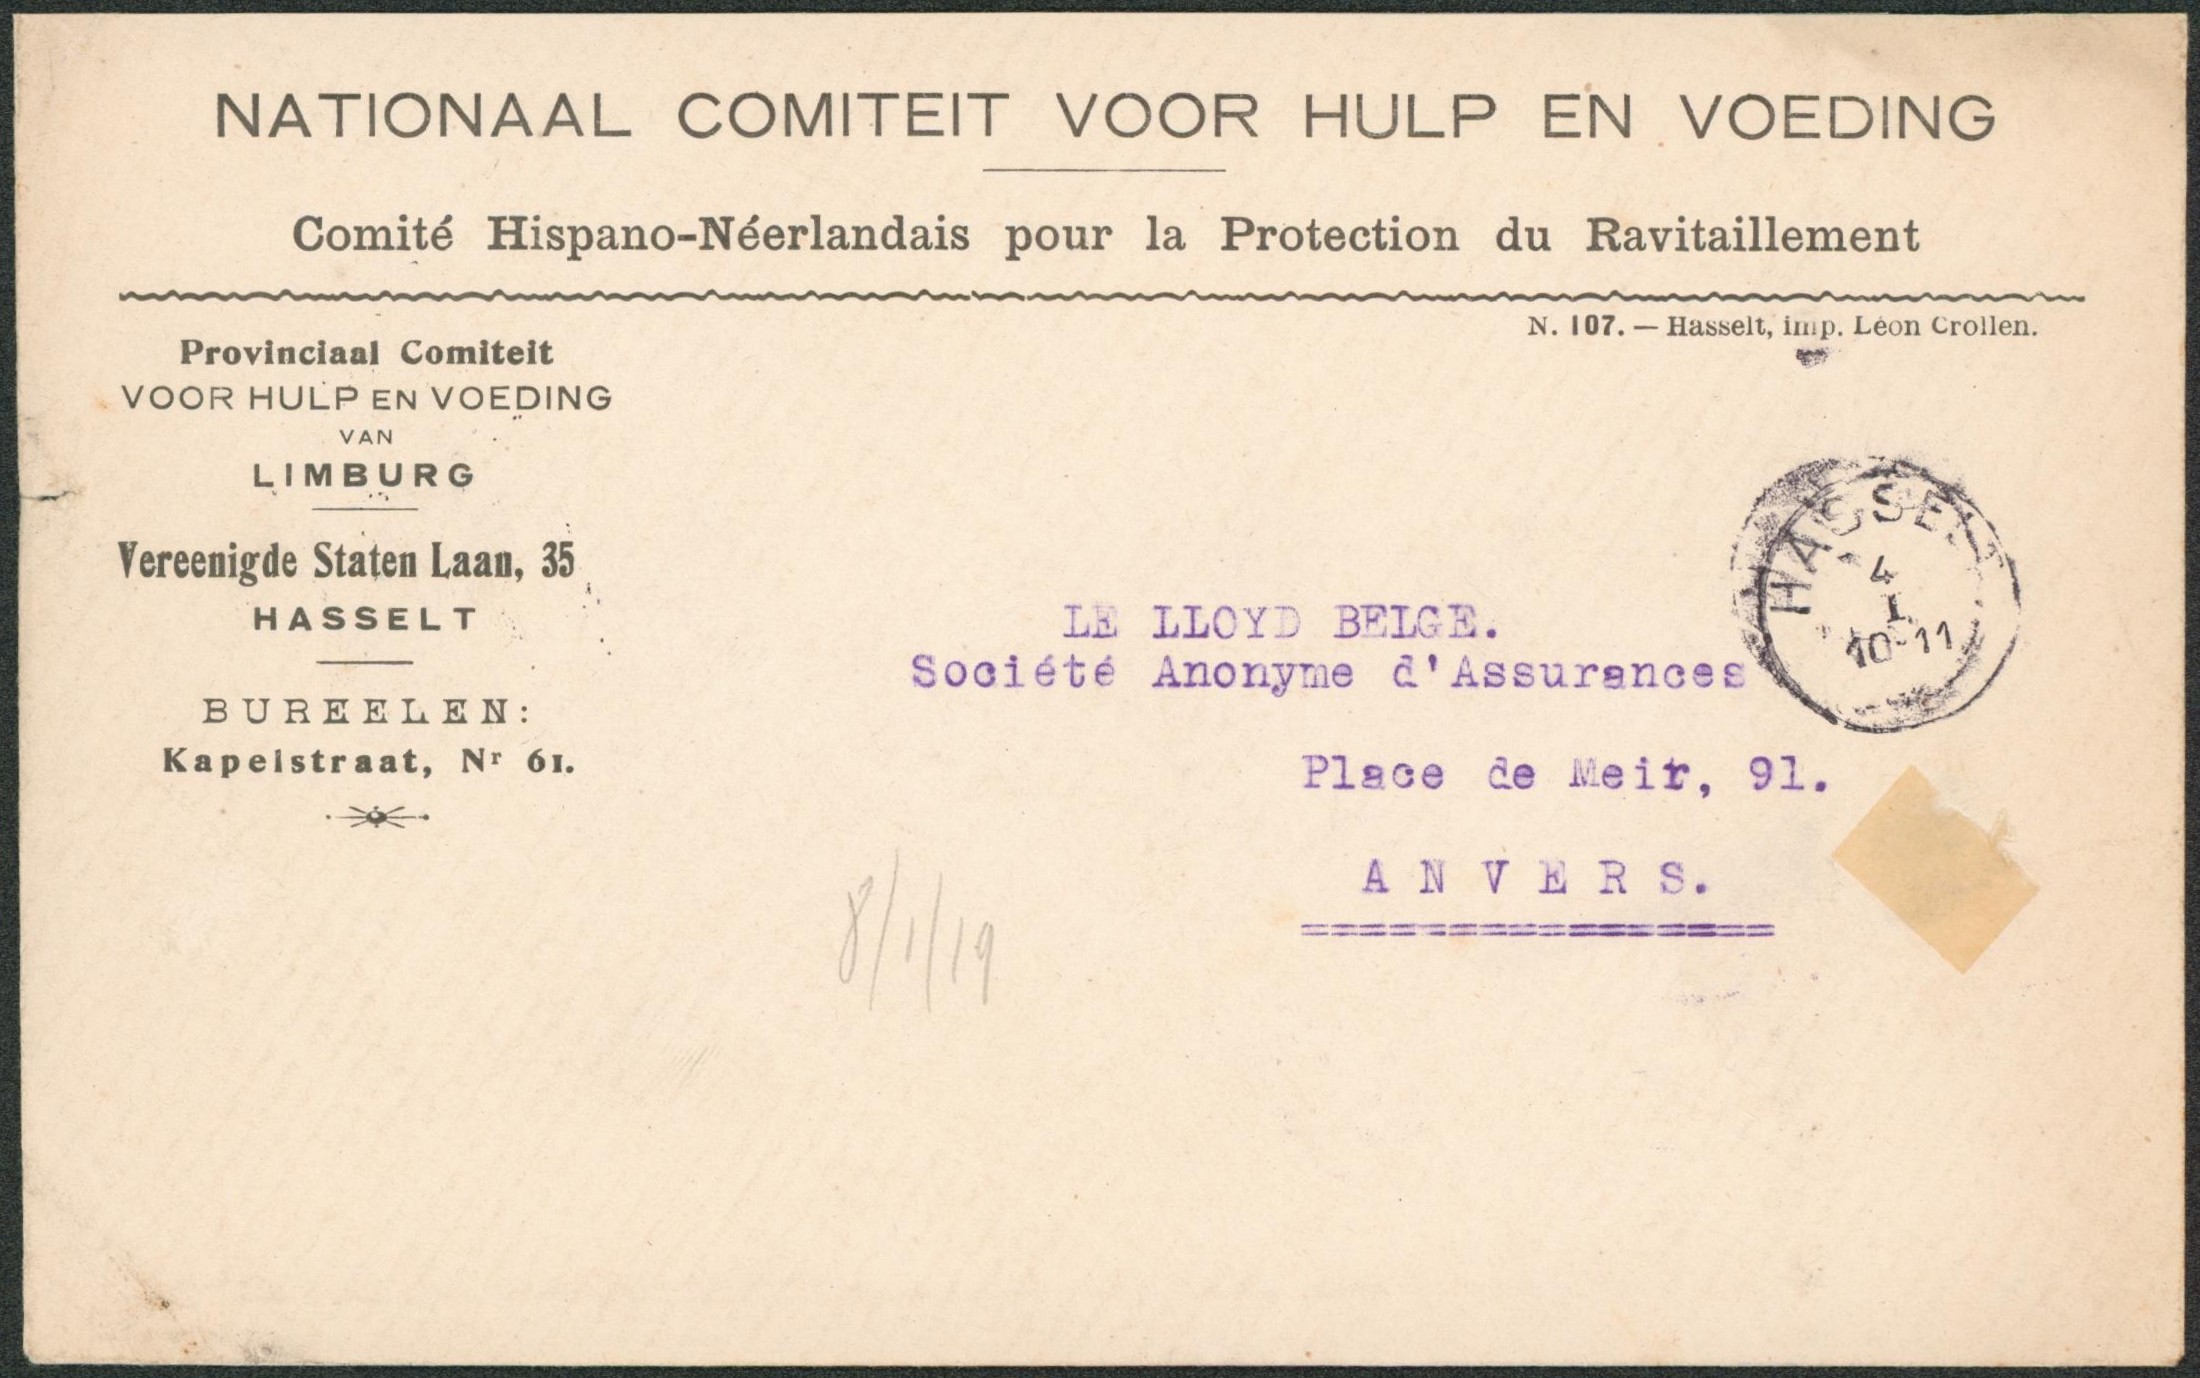 NATIONAAL COMITEIT VOOR HULP EN VOEDING
Comité Hispano-Néerlandais pour la Protection du Ravitaillement
N. 107. — Hasselt, imp. Léon Crollen.
Provinciaal Comiteit
VOOR HULP EN VOEDING
VAN
LIMBURG
Vereenigde Staten Laan, 35
HASSELT
BUREELEN:
Kapelstraat, Nr 61.
HASSELT
4
I
10-11
LE LLOYD BELGE.
Société Anonyme d'Assurances
Place de Meir, 91.
ANVERS.
8/1/19